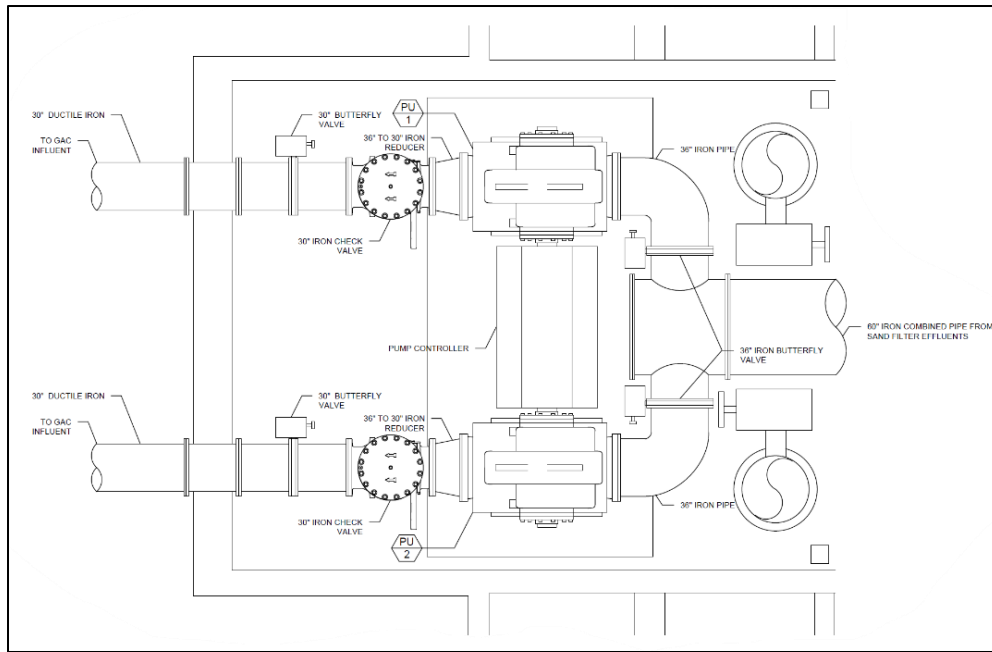 PU
1
30" DUCTILE IRON
30" BUTTERFLY
VALVE
36" TO 30" IRON
REDUCER
TO GAC
INFLUENT
36" IRON PIPE
30" IRON CHECK
VALVE
60" IRON COMBINED PIPE FROM
SAND FILTER EFFLUENTS
PUMP CONTROLLER
36" IRON BUTTERFLY
VALVE
30" DUCTILE IRON
30" BUTTERFLY
VALVE
36" TO 30" IRON
REDUCER
TO GAC
INFLUENT
36" IRON PIPE
30" IRON CHECK
VALVE
PU
2